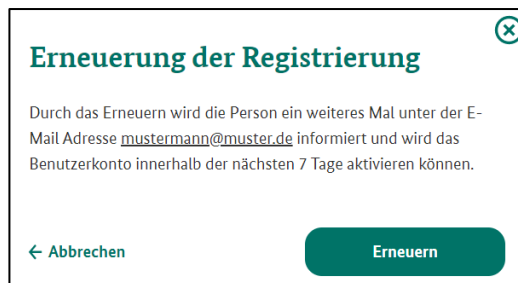 Erneuerung der Registrierung
Durch das Erneuern wird die Person ein weiteres Mal unter der E-
Mail Adresse mustermann@muster.de informiert und wird das
Benutzerkonto innerhalb der nächsten 7 Tage aktivieren können.
← Abbrechen
Erneuern